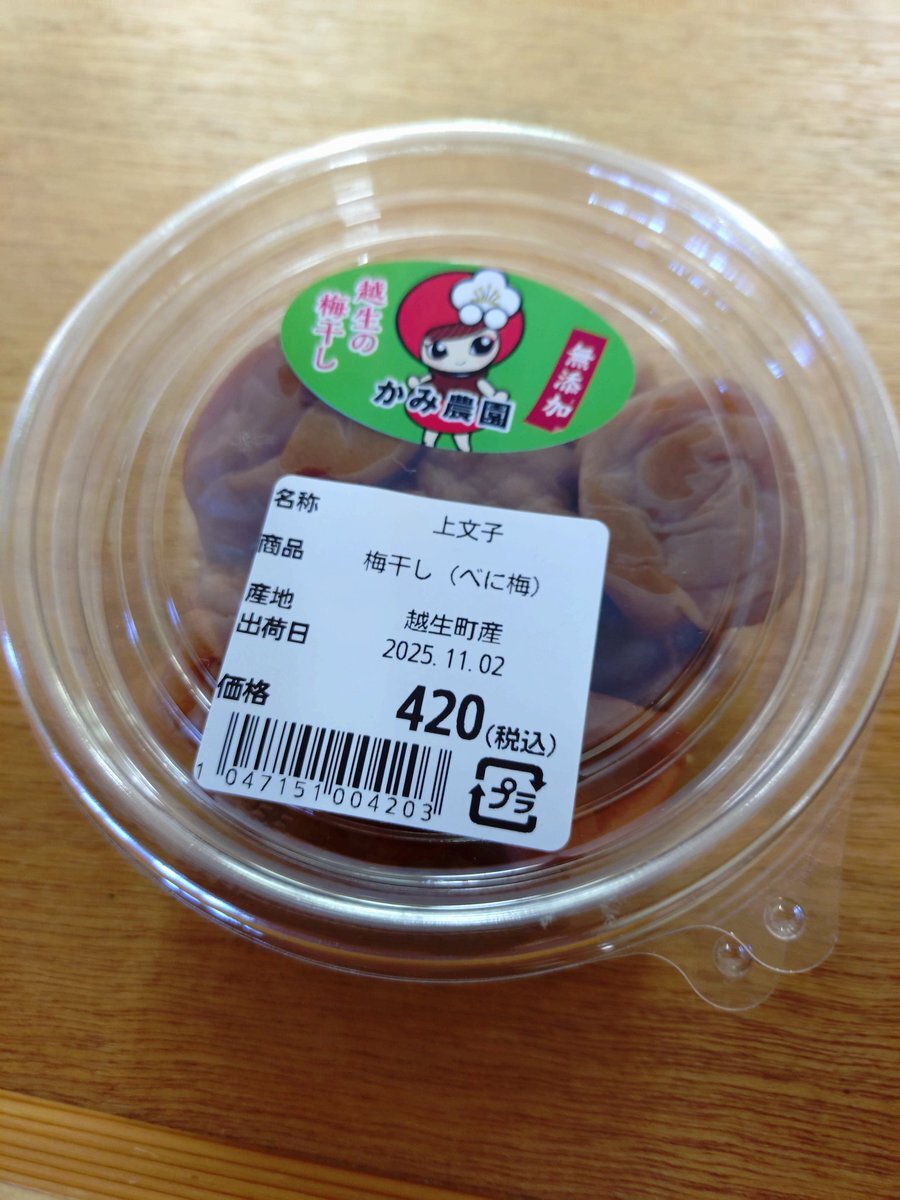 越生の
梅干し
かみ農園
無添加
名称 上文子
商品 梅干し(べに梅)
産地 越生町産
出荷日 2025.11.02
価格 420(税込)
1 047151 004203
プラ